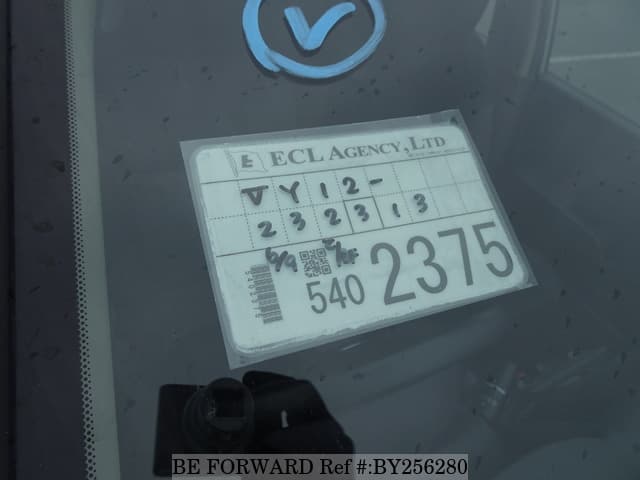 ECL AGENCY, LTD
VY12-
232313
6/9
540 2375
BE FORWARD Ref #:BY256280